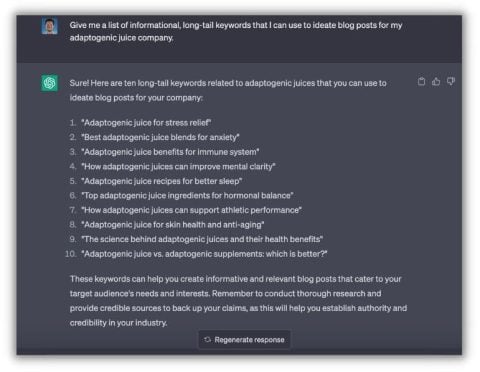 Give me a list of informational, long-tail keywords that I can use to ideate blog posts for my
adaptogenic juice company.
Sure! Here are ten long-tail keywords related to adaptogenic juices that you can use to
ideate blog posts for your company:
1. "Adaptogenic juice for stress relief"
2. "Best adaptogenic juice blends for anxiety"
3. "Adaptogenic juice benefits for immune system"
4. "How adaptogenic juices can improve mental clarity"
5. "Adaptogenic juice recipes for better sleep"
6. "Top adaptogenic juice ingredients for hormonal balance"
7. "How adaptogenic juices can support athletic performance"
8. "Adaptogenic juice for skin health and anti-aging"
9. "The science behind adaptogenic juices and their health benefits"
10. "Adaptogenic juice vs. adaptogenic supplements: which is better?"
These keywords can help you create informative and relevant blog posts that cater to your
target audience's needs and interests. Remember to conduct thorough research and
provide credible sources to back up your claims, as this will help you establish authority and
credibility in your industry.
Regenerate response